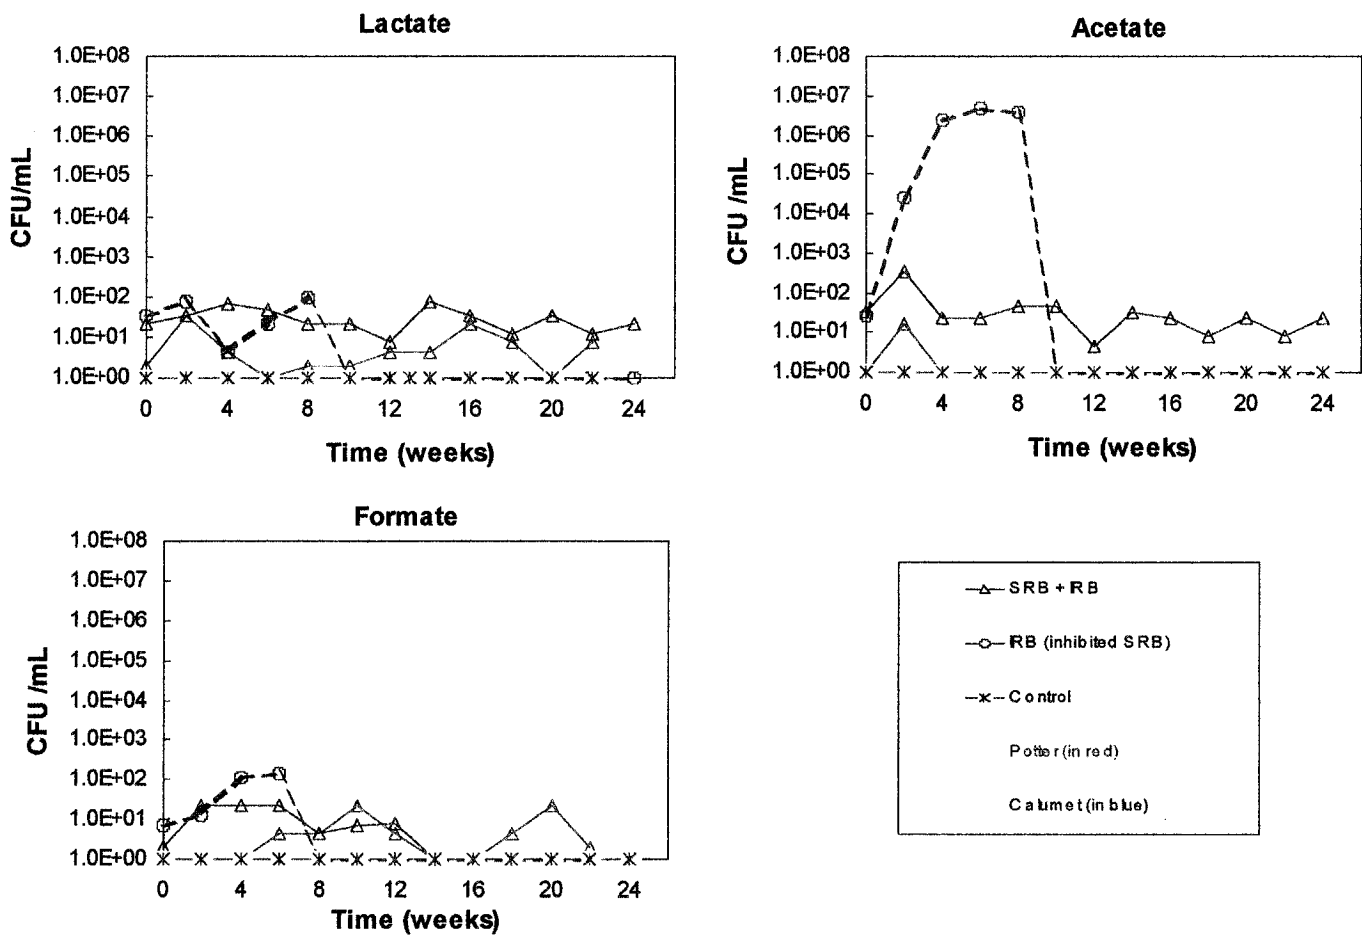 Lactate
1.0E+08
1.0E+07
1.0E+06
1.0E+05
1.0E+04
1.0E+03
1.0E+02
1.0E+01
1.0E+00
CFU/mL
0 4 8 12 16 20 24
Time (weeks)
Acetate
1.0E+08
1.0E+07
1.0E+06
1.0E+05
1.0E+04
1.0E+03
1.0E+02
1.0E+01
1.0E+00
CFU /mL
0 4 8 12 16 20 24
Time (weeks)
Formate
1.0E+08
1.0E+07
1.0E+06
1.0E+05
1.0E+04
1.0E+03
1.0E+02
1.0E+01
1.0E+00
CFU /mL
0 4 8 12 16 20 24
Time (weeks)
SRB + IRB
IRB (inhibited SRB)
Control
Potter (in red)
Calumet (in blue)